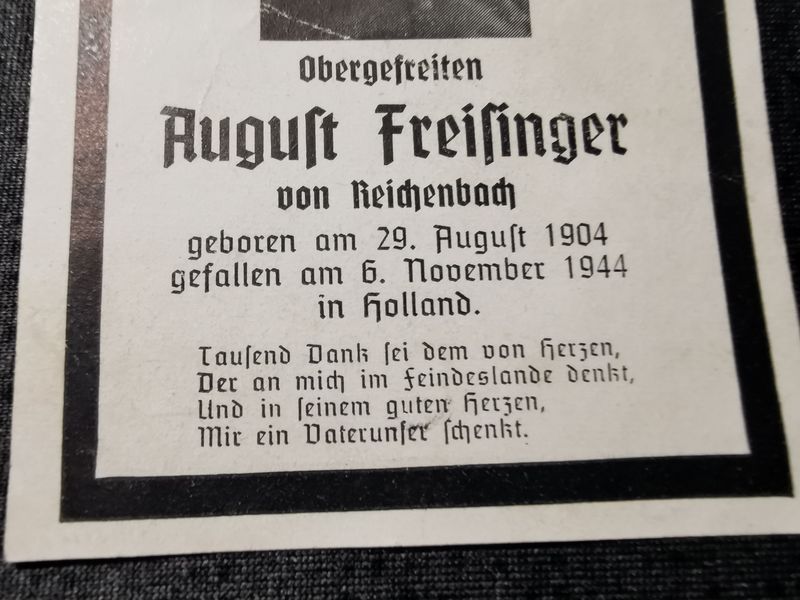 Obergefreiten
Auguſt Freiſinger
von Reichenbach
geboren am 29. Auguſt 1904
gefallen am 6. November 1944
in Holland.
Tauſend Dank ſei dem von Herzen,
Der an mich im Feindeslande denkt,
Und in ſeinem guten Herzen,
Mir ein Vaterunſer ſchenkt.